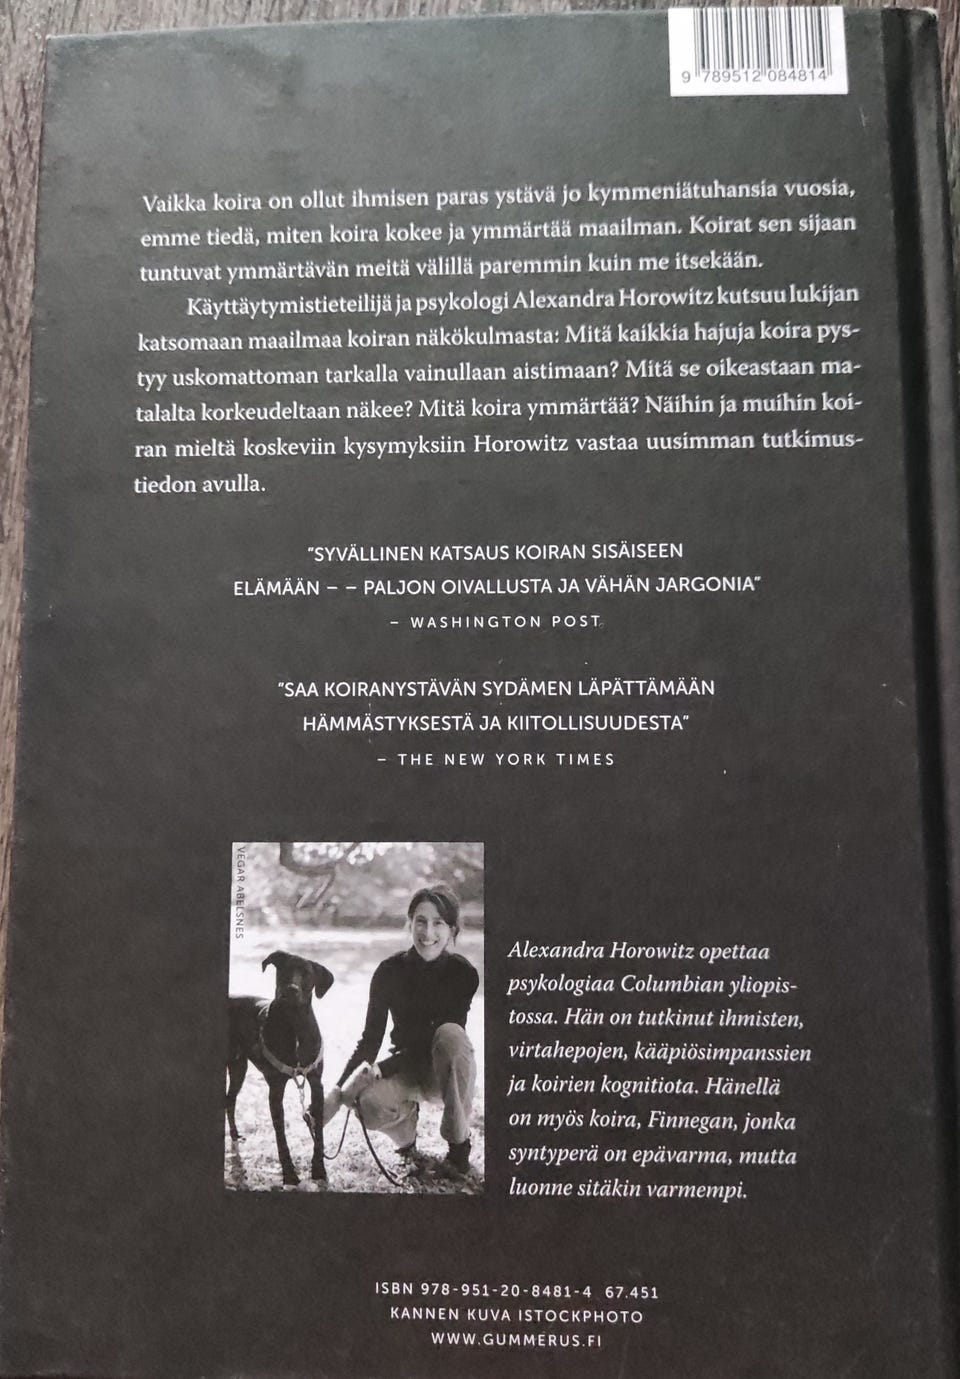 9 789512 084814
Vaikka koira on ollut ihmisen paras ystävä jo kymmeniätuhansia vuosia,
emme tiedä, miten koira kokee ja ymmärtää maailman. Koirat sen sijaan
tuntuvat ymmärtävän meitä välillä paremmin kuin me itsekään.
Käyttäytymistieteilijä ja psykologi Alexandra Horowitz kutsuu lukijan
katsomaan maailmaa koiran näkökulmasta: Mitä kaikkia hajuja koira pys-
tyy uskomattoman tarkalla vainullaan aistimaan? Mitä se oikeastaan ma-
talalta korkeudeltaan näkee? Mitä koira ymmärtää? Näihin ja muihin koi-
ran mieltä koskeviin kysymyksiin Horowitz vastaa uusimman tutkimus-
tiedon avulla.
"SYVÄLLINEN KATSAUS KOIRAN SISÄISEEN
ELÄMÄÄN – – PALJON OIVALLUSTA JA VÄHÄN JARGONIA"
– WASHINGTON POST
"SAA KOIRANYSTÄVÄN SYDÄMEN LÄPÄTTÄMÄÄN
HÄMMÄSTYKSESTÄ JA KIITOLLISUUDESTA"
– THE NEW YORK TIMES
VEGAR ABELSNES
Alexandra Horowitz opettaa
psykologiaa Columbian yliopis-
tossa. Hän on tutkinut ihmisten,
virtahepojen, kääpiösimpanssien
ja koirien kognitiota. Hänellä
on myös koira, Finnegan, jonka
syntyperä on epävarma, mutta
luonne sitäkin varmempi.
ISBN 978-951-20-8481-4 67.451
KANNEN KUVA ISTOCKPHOTO
WWW.GUMMERUS.FI